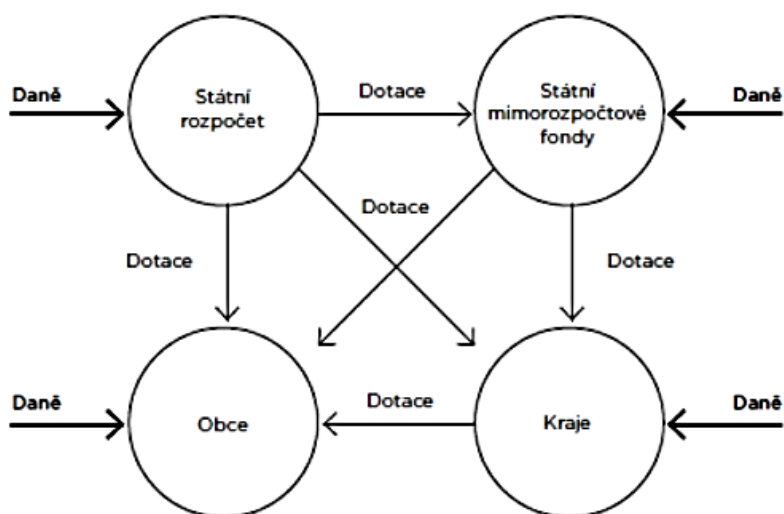 Daně
Státní
rozpočet
Dotace
Státní
mimorozpočtové
fondy
Daně
Dotace
Dotace
Dotace
Daně
Obce
Dotace
Kraje
Daně